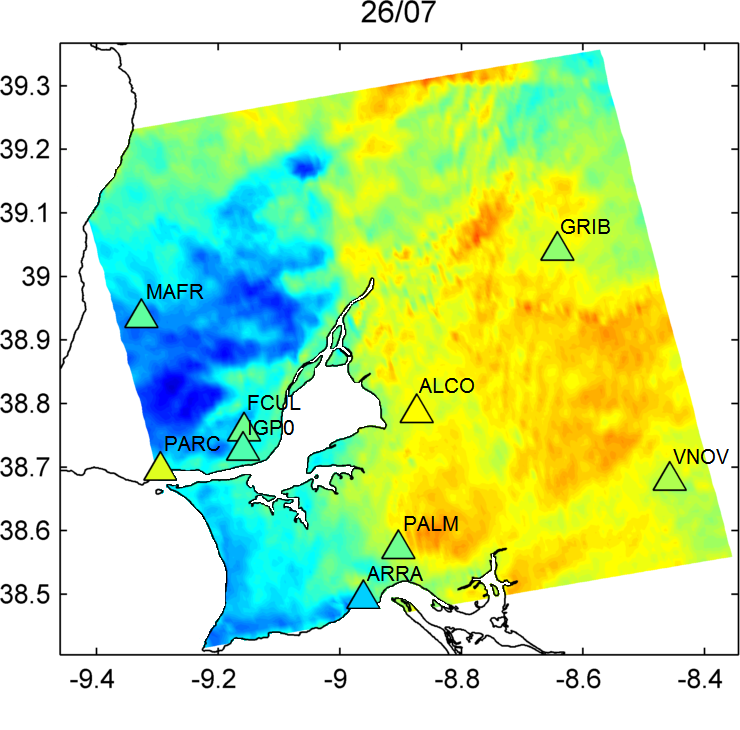 26/07
39.3
39.2
39.1
GRIB
39
MAFR
38.9
ALCO
38.8
FCUL
IGP0
PARC
VNOV
38.7
PALM
38.6
ARRA
38.5
-9.4 -9.2 -9 -8.8 -8.6 -8.4